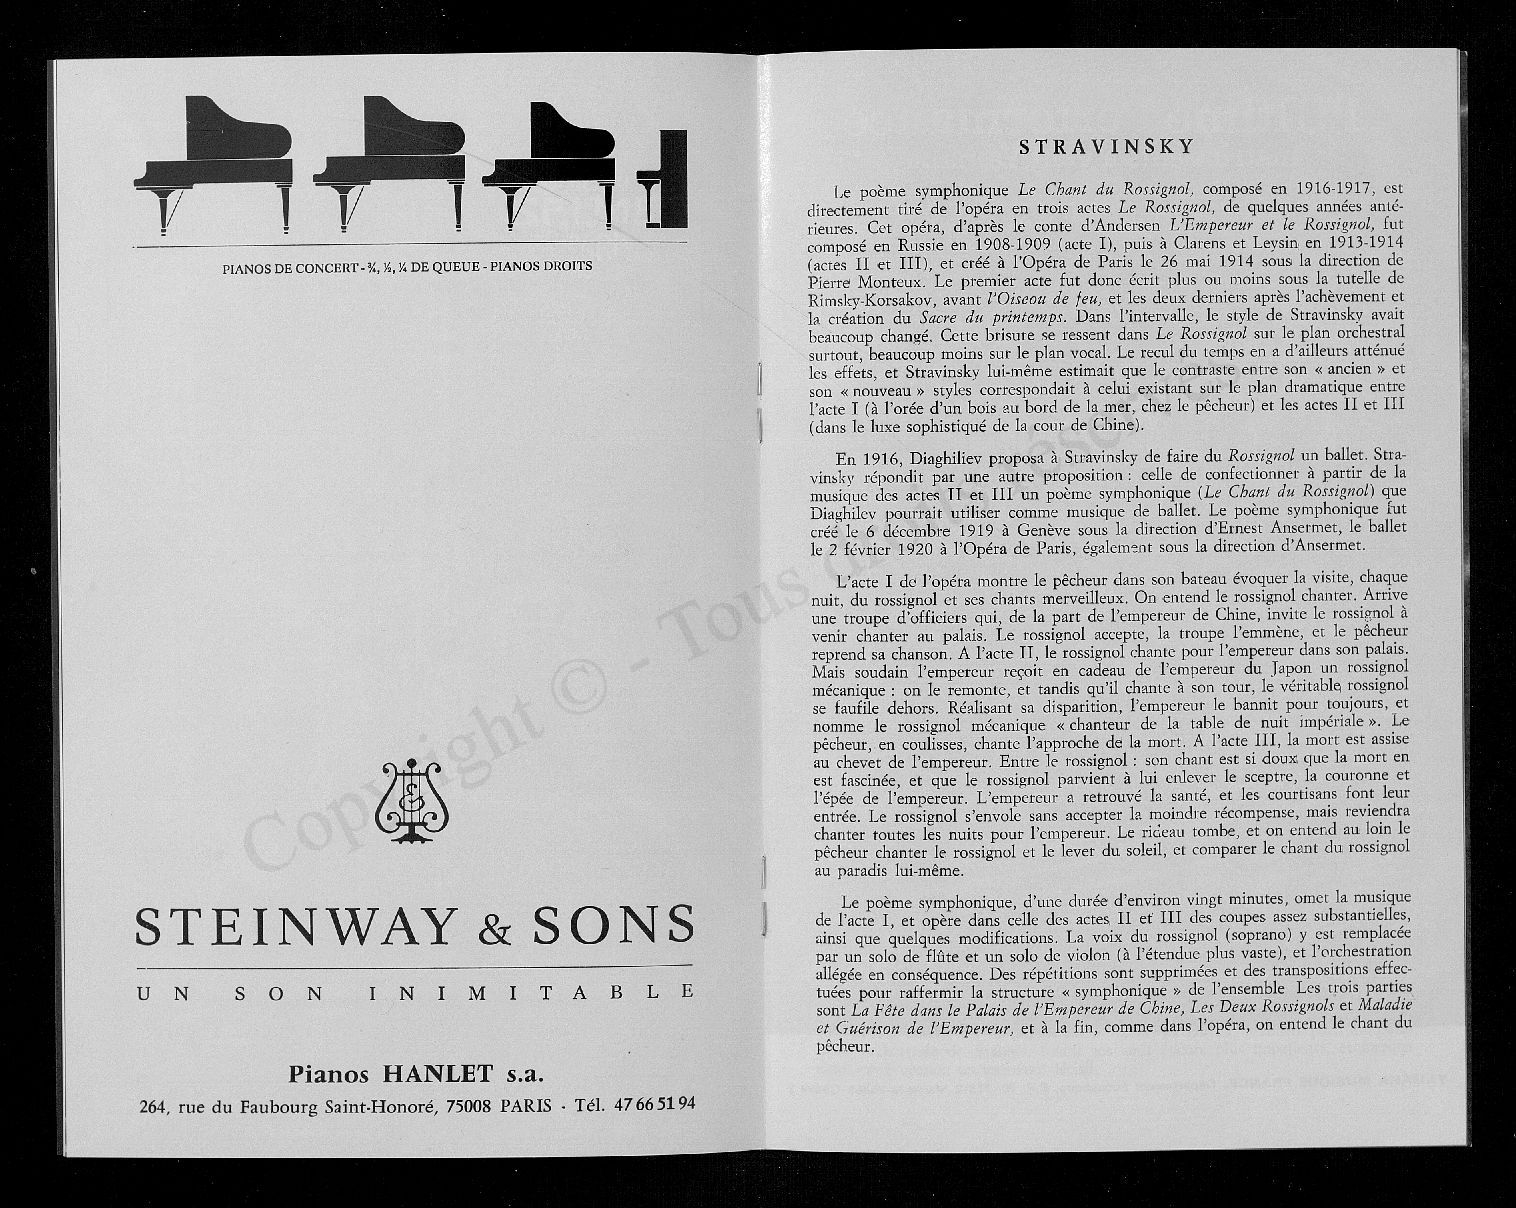 PIANOS DE CONCERT - ¾, ½, ¼ DE QUEUE - PIANOS DROITS
STEINWAY & SONS
UN SON INIMITABLE
Pianos HANLET s.a.
264, rue du Faubourg Saint-Honoré, 75008 PARIS - Tél. 47 66 51 94
Copyright © - Tous
STRAVINSKY
Le poème symphonique Le Chant du Rossignol, composé en 1916-1917, est
directement tiré de l'opéra en trois actes Le Rossignol, de quelques années anté-
rieures. Cet opéra, d'après le conte d'Andersen L'Empereur et le Rossignol, fut
composé en Russie en 1908-1909 (acte I), puis à Clarens et Leysin en 1913-1914
(actes II et III), et créé à l'Opéra de Paris le 26 mai 1914 sous la direction de
Pierre Monteux. Le premier acte fut donc écrit plus ou moins sous la tutelle de
Rimsky-Korsakov, avant l'Oiseau de feu, et les deux derniers après l'achèvement et
la création du Sacre du printemps. Dans l'intervalle, le style de Stravinsky avait
beaucoup changé. Cette brisure se ressent dans Le Rossignol sur le plan orchestral
surtout, beaucoup moins sur le plan vocal. Le recul du temps en a d'ailleurs atténué
les effets, et Stravinsky lui-même estimait que le contraste entre son « ancien » et
son « nouveau » styles correspondait à celui existant sur le plan dramatique entre
l'acte I (à l'orée d'un bois au bord de la mer, chez le pêcheur) et les actes II et III
(dans le luxe sophistiqué de la cour de Chine).
En 1916, Diaghiliev proposa à Stravinsky de faire du Rossignol un ballet. Stra-
vinsky répondit par une autre proposition : celle de confectionner à partir de la
musique des actes II et III un poème symphonique (Le Chant du Rossignol) que
Diaghilev pourrait utiliser comme musique de ballet. Le poème symphonique fut
créé le 6 décembre 1919 à Genève sous la direction d'Ernest Ansermet, le ballet
le 2 février 1920 à l'Opéra de Paris, également sous la direction d'Ansermet.
L'acte I de l'opéra montre le pêcheur dans son bateau évoquer la visite, chaque
nuit, du rossignol et ses chants merveilleux. On entend le rossignol chanter. Arrive
une troupe d'officiers qui, de la part de l'empereur de Chine, invite le rossignol à
venir chanter au palais. Le rossignol accepte, la troupe l'emmène, et le pêcheur
reprend sa chanson. A l'acte II, le rossignol chante pour l'empereur dans son palais.
Mais soudain l'empereur reçoit en cadeau de l'empereur du Japon un rossignol
mécanique : on le remonte, et tandis qu'il chante à son tour, le véritable rossignol
se faufile dehors. Réalisant sa disparition, l'empereur le bannit pour toujours, et
nomme le rossignol mécanique « chanteur de la table de nuit impériale ». Le
pêcheur, en coulisses, chante l'approche de la mort. A l'acte III, la mort est assise
au chevet de l'empereur. Entre le rossignol : son chant est si doux que la mort en
est fascinée, et que le rossignol parvient à lui enlever le sceptre, la couronne et
l'épée de l'empereur. L'empereur a retrouvé la santé, et les courtisans font leur
entrée. Le rossignol s'envole sans accepter la moindre récompense, mais reviendra
chanter toutes les nuits pour l'empereur. Le rideau tombe, et on entend au loin le
pêcheur chanter le rossignol et le lever du soleil, et comparer le chant du rossignol
au paradis lui-même.
Le poème symphonique, d'une durée d'environ vingt minutes, omet la musique
de l'acte I, et opère dans celle des actes II et III des coupes assez substantielles,
ainsi que quelques modifications. La voix du rossignol (soprano) y est remplacée
par un solo de flûte et un solo de violon (à l'étendue plus vaste), et l'orchestration
allégée en conséquence. Des répétitions sont supprimées et des transpositions effec-
tuées pour raffermir la structure « symphonique » de l'ensemble Les trois parties
sont La Fête dans le Palais de l'Empereur de Chine, Les Deux Rossignols et Maladie
et Guérison de l'Empereur, et à la fin, comme dans l'opéra, on entend le chant du
pêcheur.